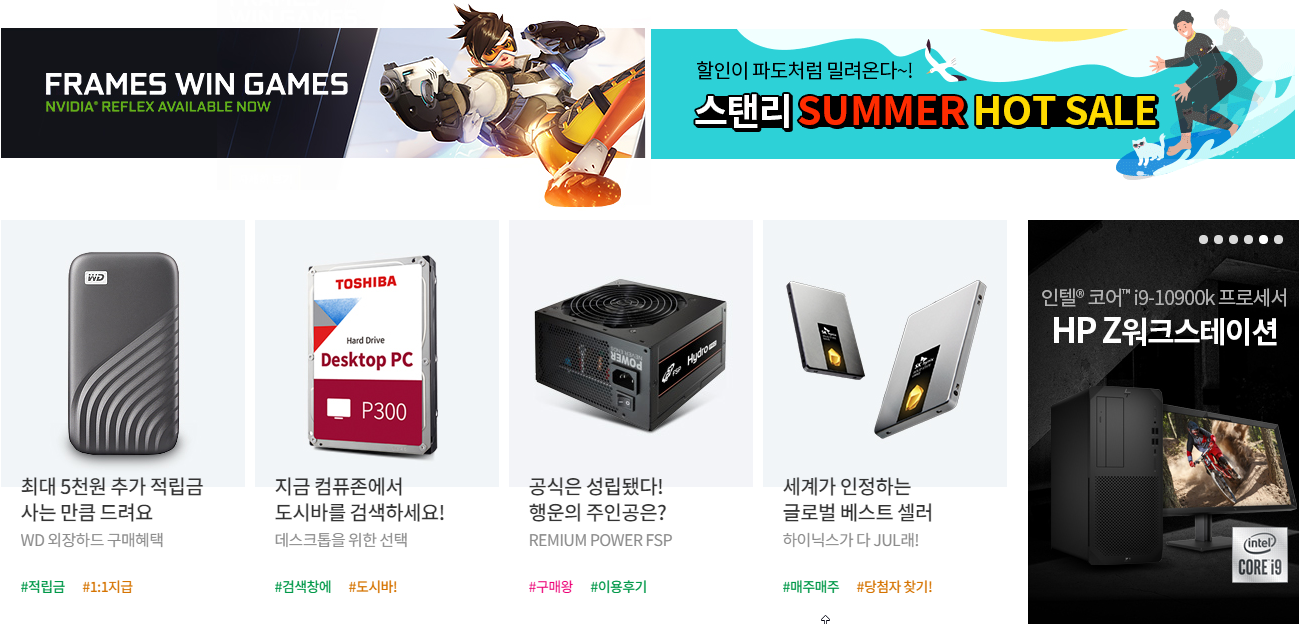 FRAMES WIN GAMES
NVIDIA® REFLEX AVAILABLE NOW
할인이 파도처럼 밀려온다~!
스탠리 SUMMER HOT SALE
WD
TOSHIBA
Hard Drive
Desktop PC
P300
POWER
FSP
Hydro
SK hynix
SK hynix
최대 5천원 추가 적립금
사는 만큼 드려요
WD 외장하드 구매혜택
#적립금 #1:1지급
지금 컴퓨존에서
도시바를 검색하세요!
데스크톱을 위한 선택
#검색창에 #도시바!
공식은 성립됐다!
행운의 주인공은?
REMIUM POWER FSP
#구매왕 #이용후기
세계가 인정하는
글로벌 베스트 셀러
하이닉스가 다 JUL래!
#매주매주 #당첨자 찾기!
인텔® 코어™ i9-10900k 프로세서
HP Z워크스테이션
intel®
CORE i9